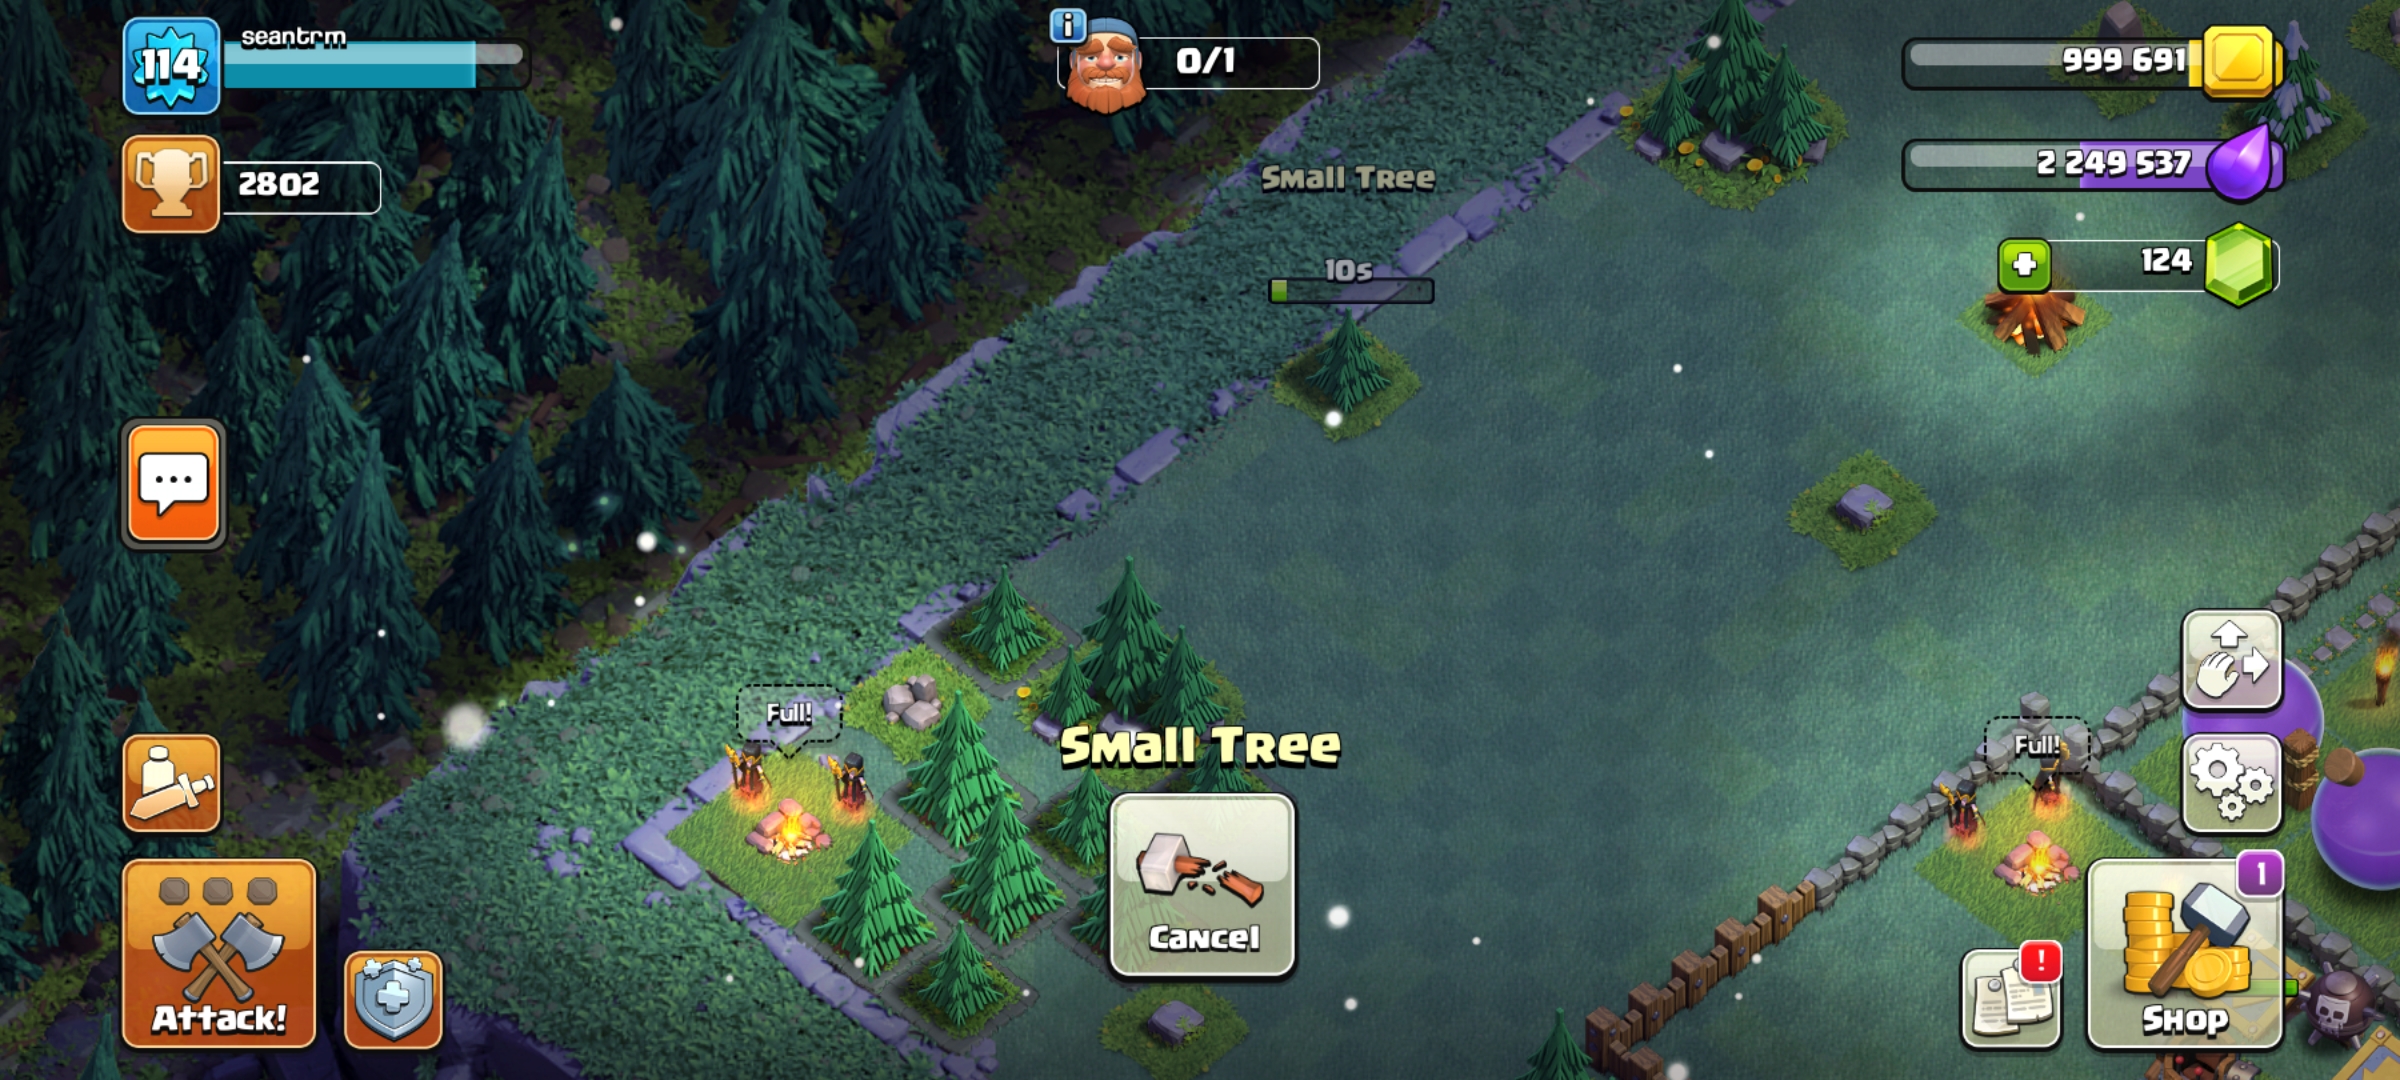 114
seantrm
i
0/1
999 691
2802
2 249 537
Small Tree
124
10s
Full!
Small Tree
Full!
Cancel
1
!
Attack!
Shop